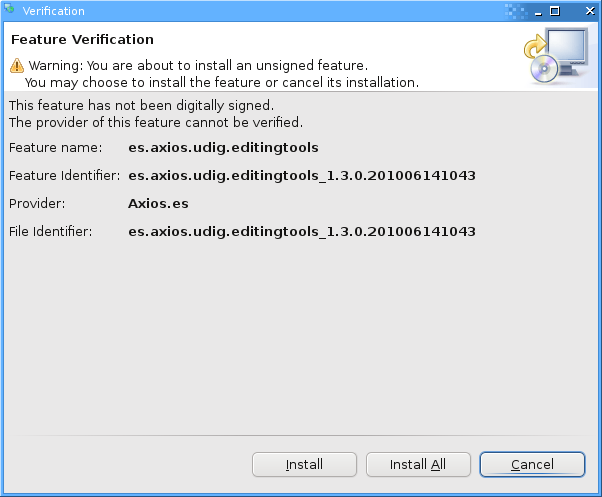 Verification
Feature Verification
Warning: You are about to install an unsigned feature.
You may choose to install the feature or cancel its installation.
This feature has not been digitally signed.
The provider of this feature cannot be verified.
Feature name: es.axios.udig.editingtools
Feature Identifier: es.axios.udig.editingtools_1.3.0.201006141043
Provider: Axios.es
File Identifier: es.axios.udig.editingtools_1.3.0.201006141043
Install Install All Cancel